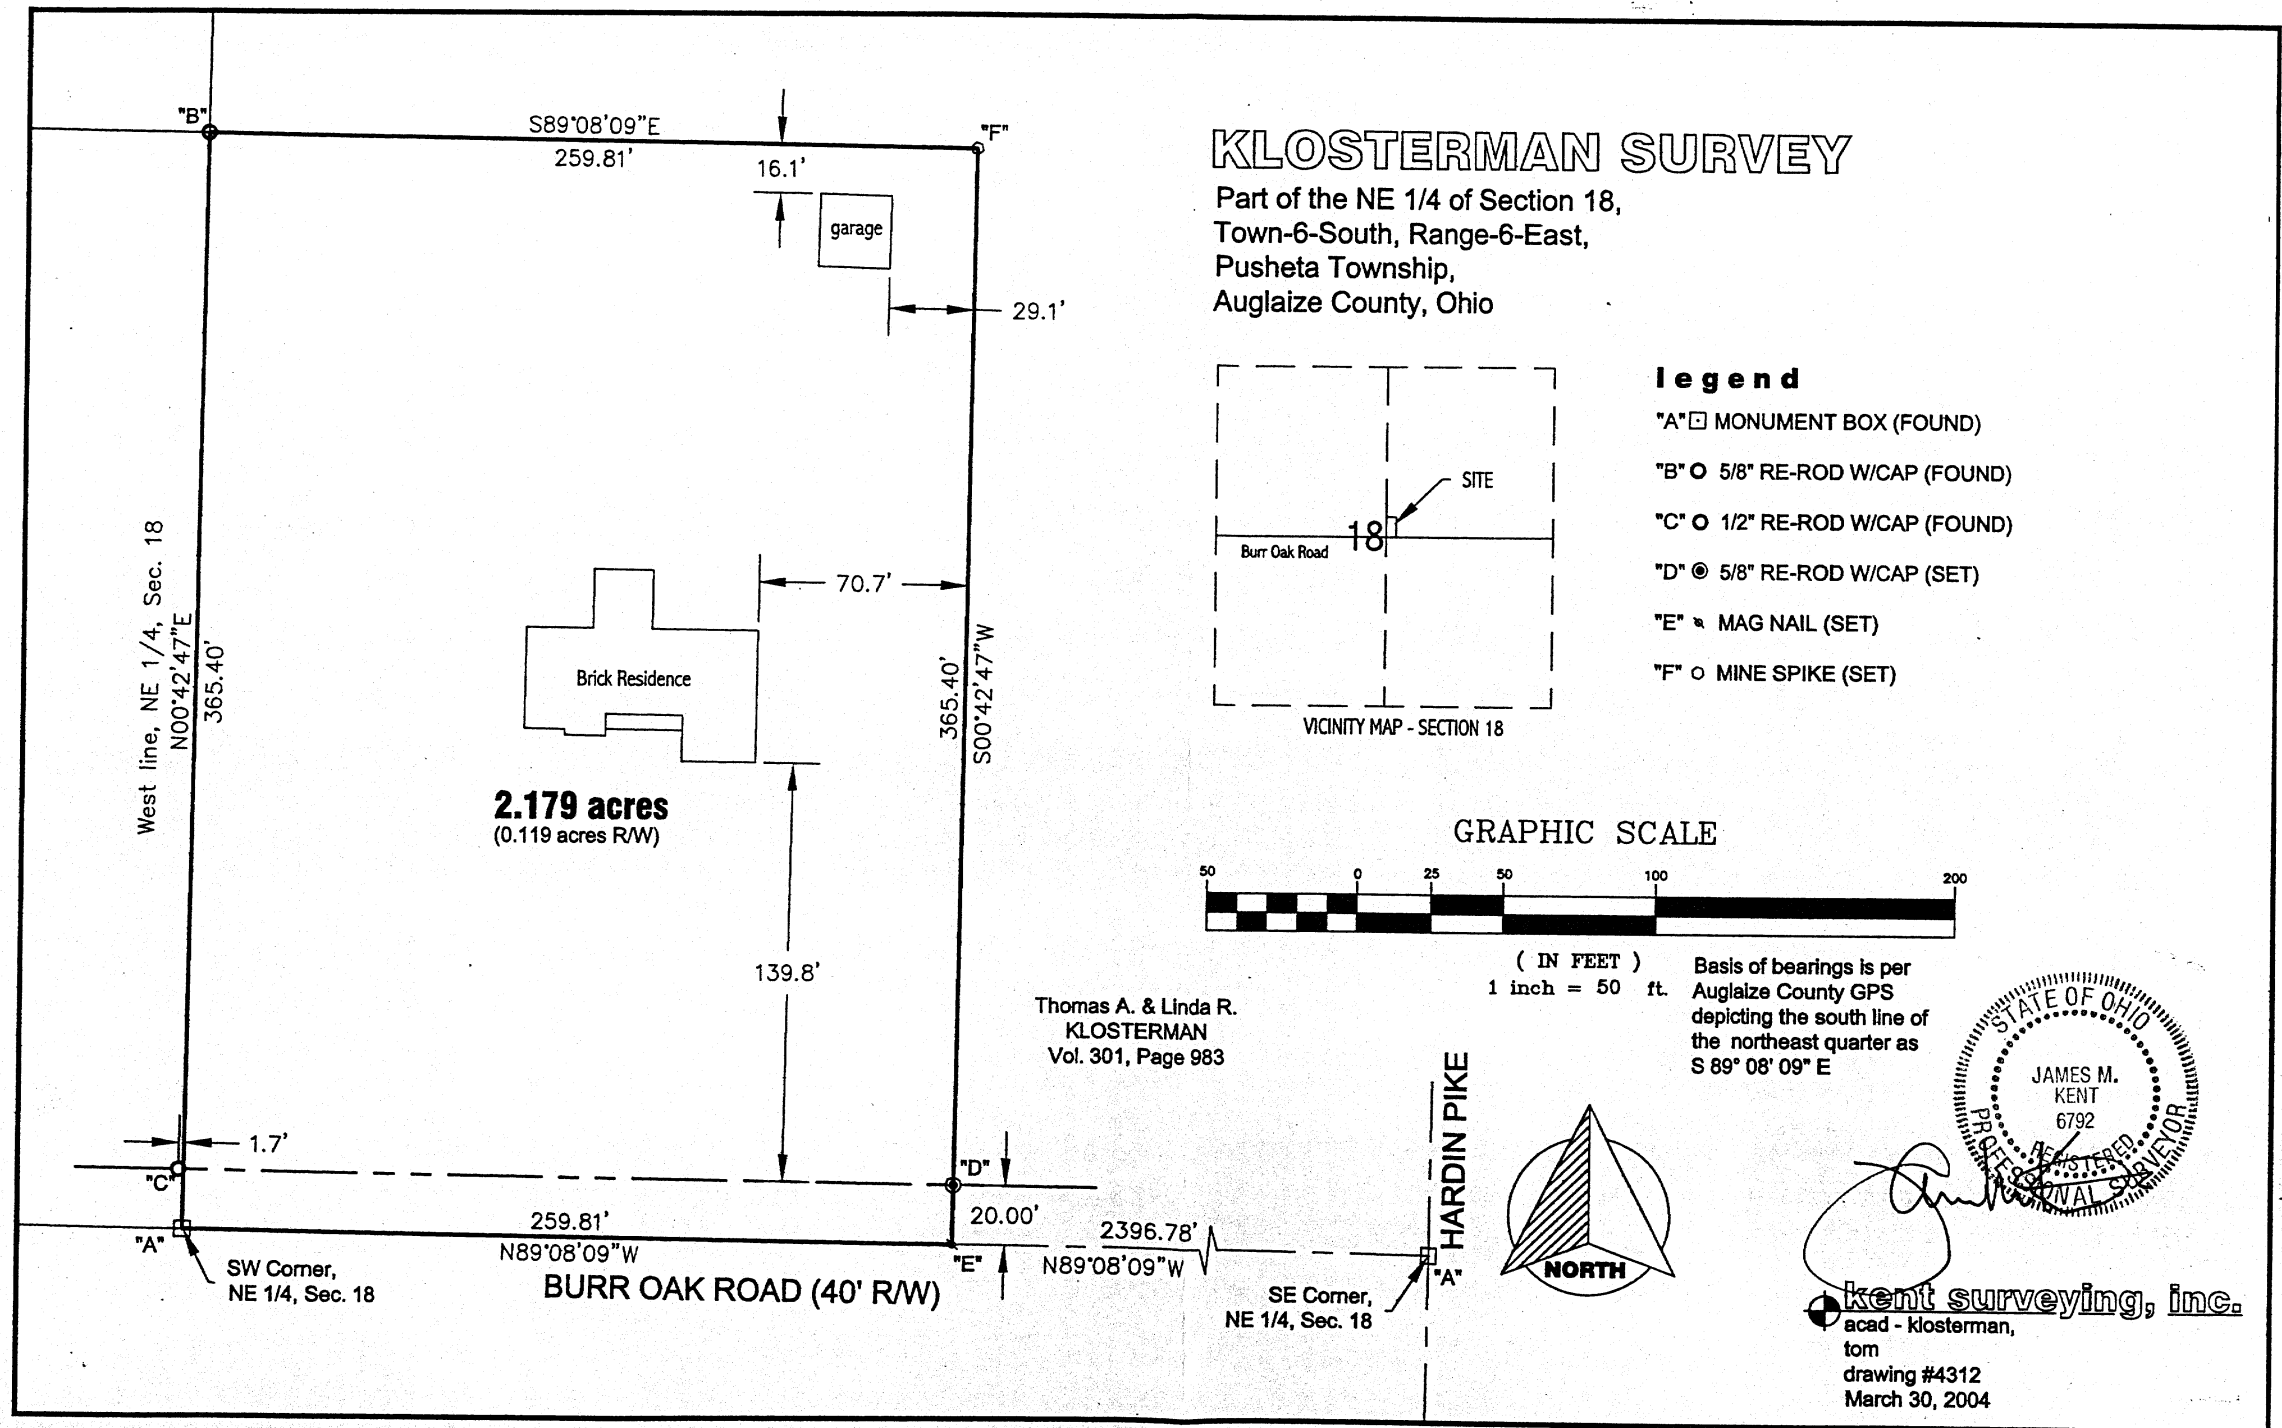 KLOSTERMAN SURVEY
Part of the NE 1/4 of Section 18,
Town-6-South, Range-6-East,
Pusheta Township,
Auglaize County, Ohio
"B"
S89°08'09"E
259.81'
"F"
16.1'
garage
29.1'
West line, NE 1/4, Sec. 18
N00°42'47"E
365.40'
70.7'
Brick Residence
365.40'
S00°42'47"W
2.179 acres
(0.119 acres R/W)
139.8'
1.7'
"C"
"D"
20.00'
"A"
259.81'
N89°08'09"W
"E"
2396.78'
N89°08'09"W
"A"
SW Corner,
NE 1/4, Sec. 18
BURR OAK ROAD (40' R/W)
SE Corner,
NE 1/4, Sec. 18
HARDIN PIKE
Thomas A. & Linda R.
KLOSTERMAN
Vol. 301, Page 983
SITE
18
Burr Oak Road
VICINITY MAP - SECTION 18
legend
"A" MONUMENT BOX (FOUND)
"B" 5/8" RE-ROD W/CAP (FOUND)
"C" 1/2" RE-ROD W/CAP (FOUND)
"D" 5/8" RE-ROD W/CAP (SET)
"E" MAG NAIL (SET)
"F" MINE SPIKE (SET)
GRAPHIC SCALE
50 0 25 50 100 200
( IN FEET )
1 inch = 50 ft.
Basis of bearings is per
Auglaize County GPS
depicting the south line of
the northeast quarter as
S 89° 08' 09" E
NORTH
STATE OF OHIO
JAMES M.
KENT
6792
REGISTERED
PROFESSIONAL SURVEYOR
kent surveying, inc.
acad - klosterman,
tom
drawing #4312
March 30, 2004